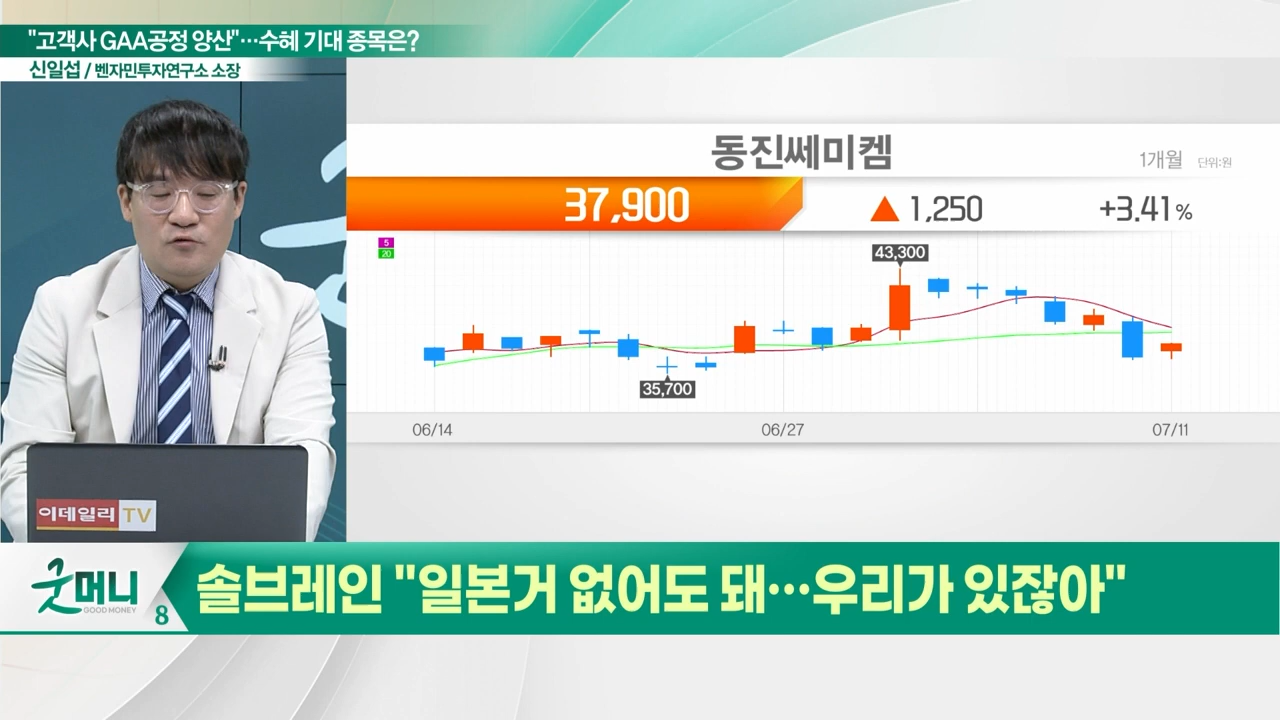 "고객사 GAA공정 양산"…수혜 기대 종목은?
신일섭 / 벤자민투자연구소 소장
동진쎄미켐
1개월 단위:원
37,900 ▲ 1,250 +3.41%
5
20
43,300
35,700
06/14 06/27 07/11
이데일리 TV
굿머니
GOOD MONEY
8
솔브레인 "일본거 없어도 돼…우리가 있잖아"